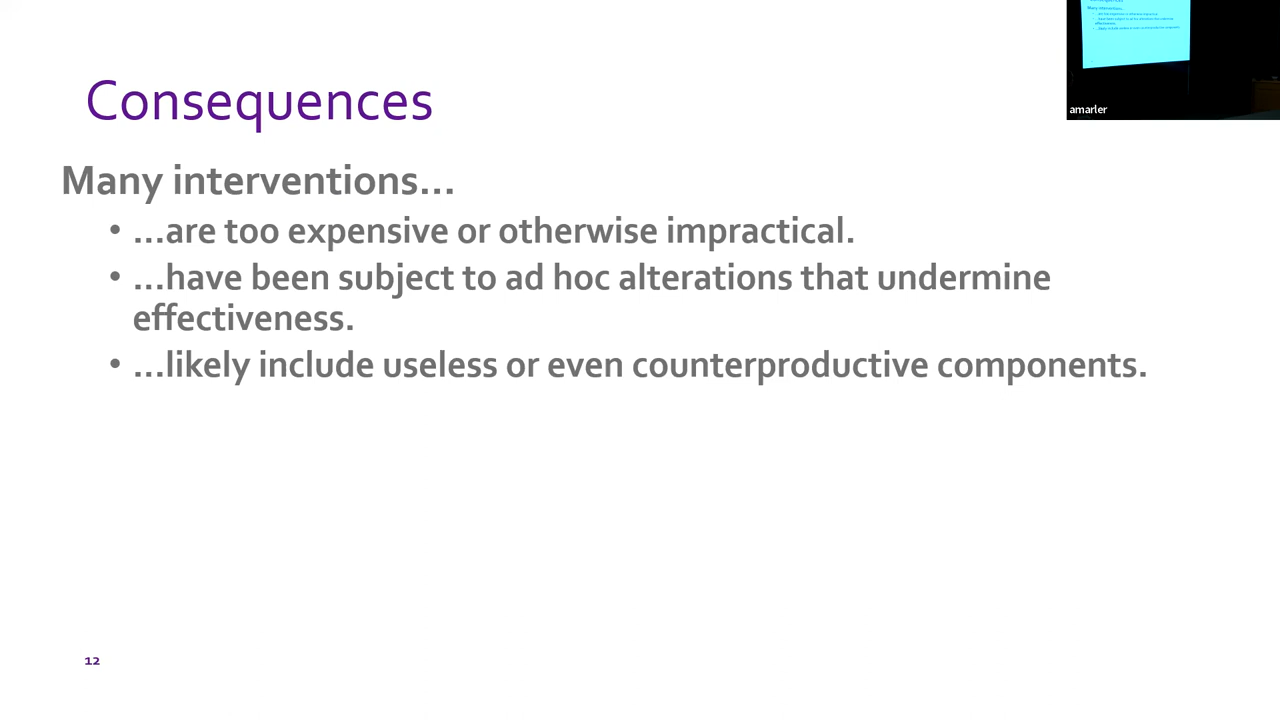 Consequences
Many interventions...
• ...are too expensive or otherwise impractical.
• ...have been subject to ad hoc alterations that undermine
effectiveness.
• ...likely include useless or even counterproductive components.
12
amarler